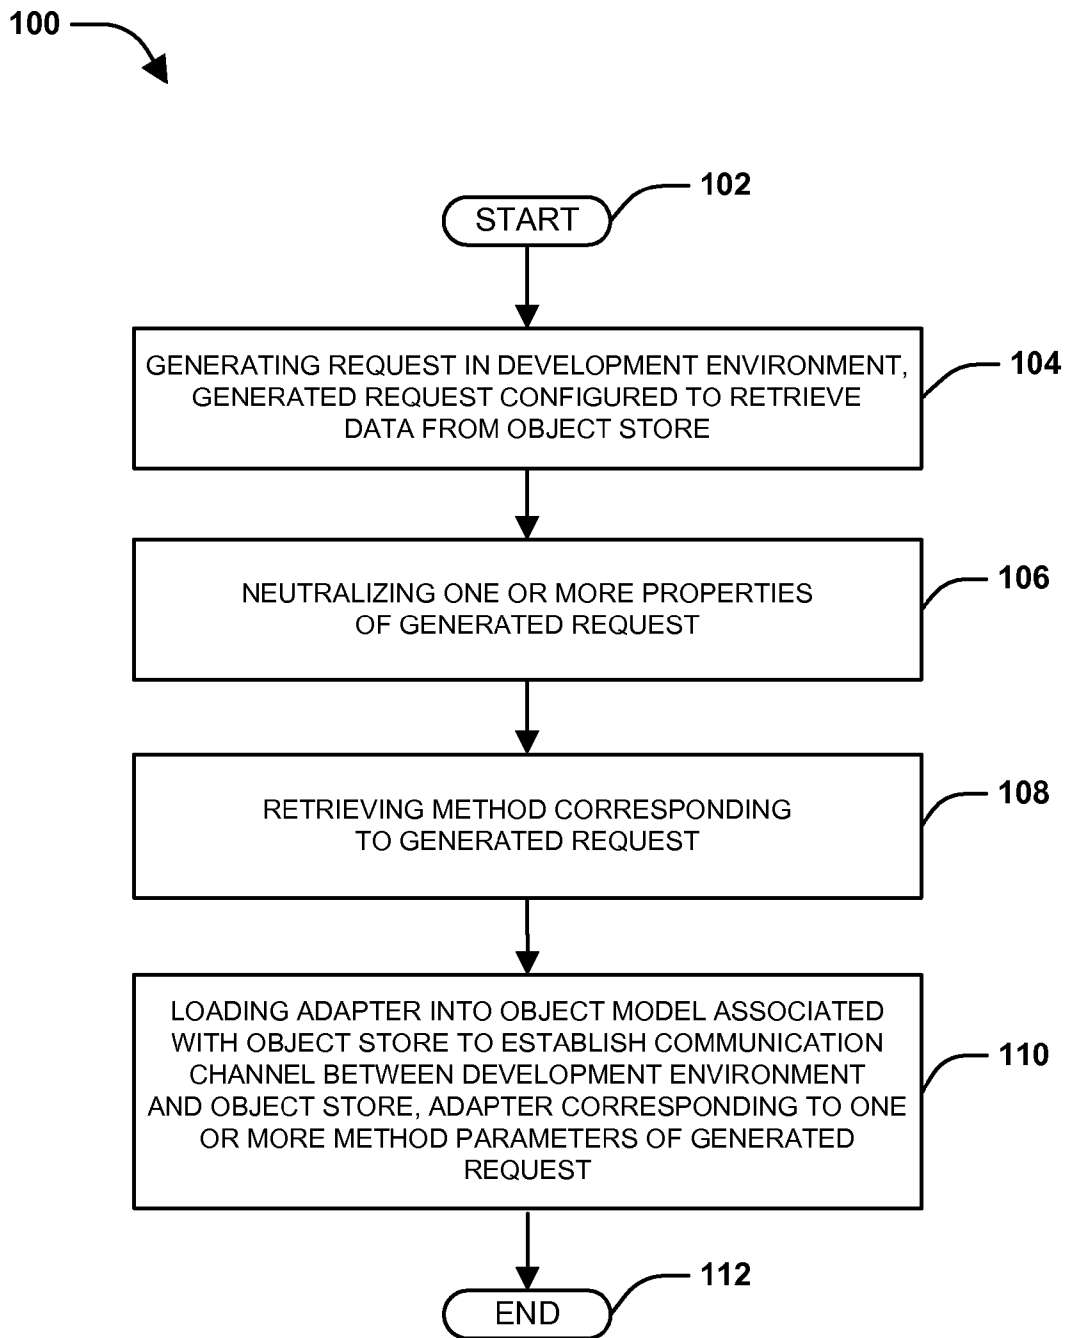 100
102
START
GENERATING REQUEST IN DEVELOPMENT ENVIRONMENT,
GENERATED REQUEST CONFIGURED TO RETRIEVE
DATA FROM OBJECT STORE
104
NEUTRALIZING ONE OR MORE PROPERTIES
OF GENERATED REQUEST
106
RETRIEVING METHOD CORRESPONDING
TO GENERATED REQUEST
108
LOADING ADAPTER INTO OBJECT MODEL ASSOCIATED
WITH OBJECT STORE TO ESTABLISH COMMUNICATION
CHANNEL BETWEEN DEVELOPMENT ENVIRONMENT
AND OBJECT STORE, ADAPTER CORRESPONDING TO ONE
OR MORE METHOD PARAMETERS OF GENERATED
REQUEST
110
112
END